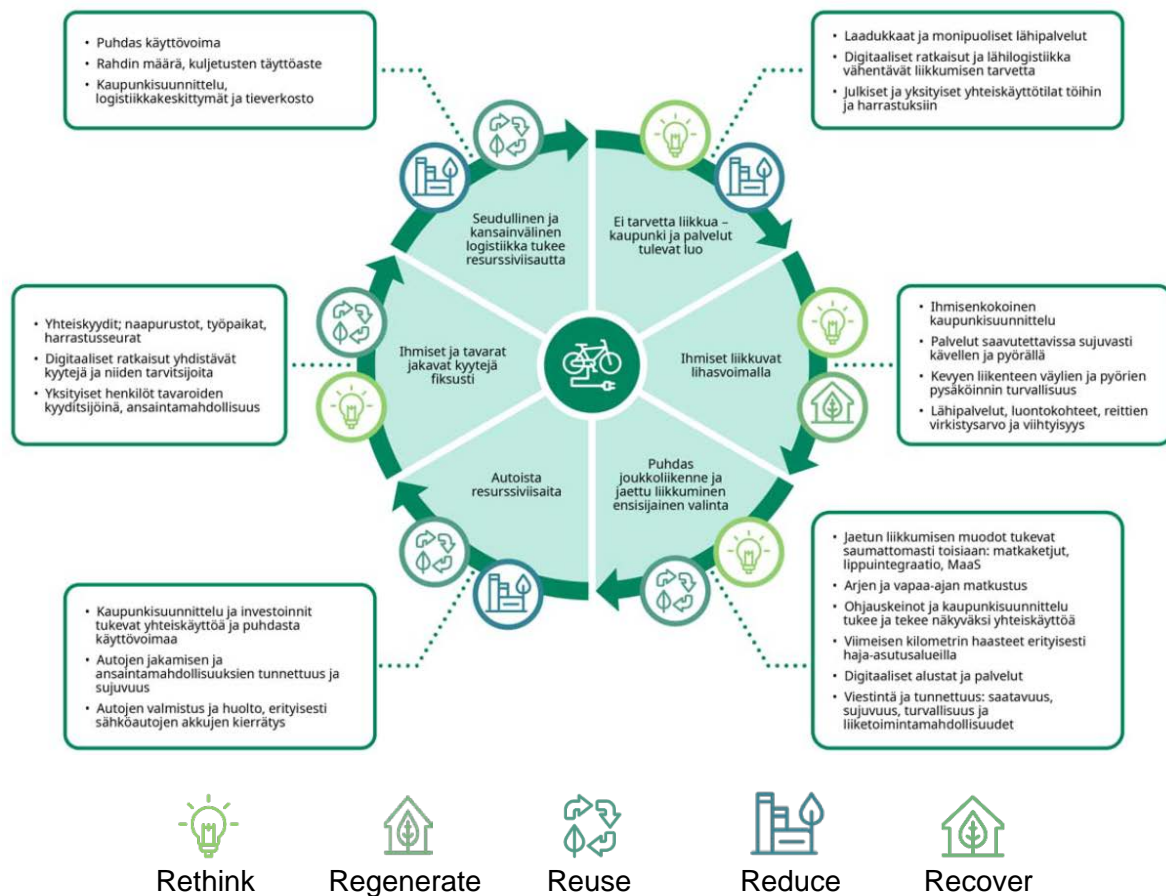 • Puhdas käyttövoima
• Rahdin määrä, kuljetusten täyttöaste
• Kaupunkisuunnittelu,
logistiikkakeskittymät ja tieverkosto
• Laadukkaat ja monipuoliset lähipalvelut
• Digitaaliset ratkaisut ja lähilogistiikka
vähentävät liikkumisen tarvetta
• Julkiset ja yksityiset yhteiskäyttötilat töihin
ja harrastuksiin
Seudullinen ja
kansainvälinen
logistiikka tukee
resurssiviisautta
Ei tarvetta liikkua –
kaupunki ja palvelut
tulevat luo
• Yhteiskyydit; naapurustot, työpaikat,
harrastusseurat
• Digitaaliset ratkaisut yhdistävät
kyytejä ja niiden tarvitsijoita
• Yksityiset henkilöt tavaroiden
kyyditsijöinä, ansaintamahdollisuus
Ihmiset ja tavarat
jakavat kyytejä
fiksusti
Ihmiset liikkuvat
lihasvoimalla
• Ihmisenkokoinen
kaupunkisuunnittelu
• Palvelut saavutettavissa sujuvasti
kävellen ja pyörällä
• Kevyen liikenteen väylien ja pyörien
pysäköinnin turvallisuus
• Lähipalvelut, luontokohteet, reittien
virkistysarvo ja viihtyisyys
Autoista
resurssiviisaita
Puhdas
joukkoliikenne ja
jaettu liikkuminen
ensisijainen valinta
• Kaupunkisuunnittelu ja investoinnit
tukevat yhteiskäyttöä ja puhdasta
käyttövoimaa
• Autojen jakamisen ja
ansaintamahdollisuuksien tunnettuus ja
sujuvuus
• Autojen valmistus ja huolto, erityisesti
sähköautojen akkujen kierrätys
• Jaetun liikkumisen muodot tukevat
saumattomasti toisiaan: matkaketjut,
lippuintegraatio, MaaS
• Arjen ja vapaa-ajan matkustus
• Ohjauskeinot ja kaupunkisuunnittelu
tukee ja tekee näkyväksi yhteiskäyttöä
• Viimeisen kilometrin haasteet erityisesti
haja-asutusalueilla
• Digitaaliset alustat ja palvelut
• Viestintä ja tunnettuus: saatavuus,
sujuvuus, turvallisuus ja
liiketoimintamahdollisuudet
Rethink Regenerate Reuse Reduce Recover